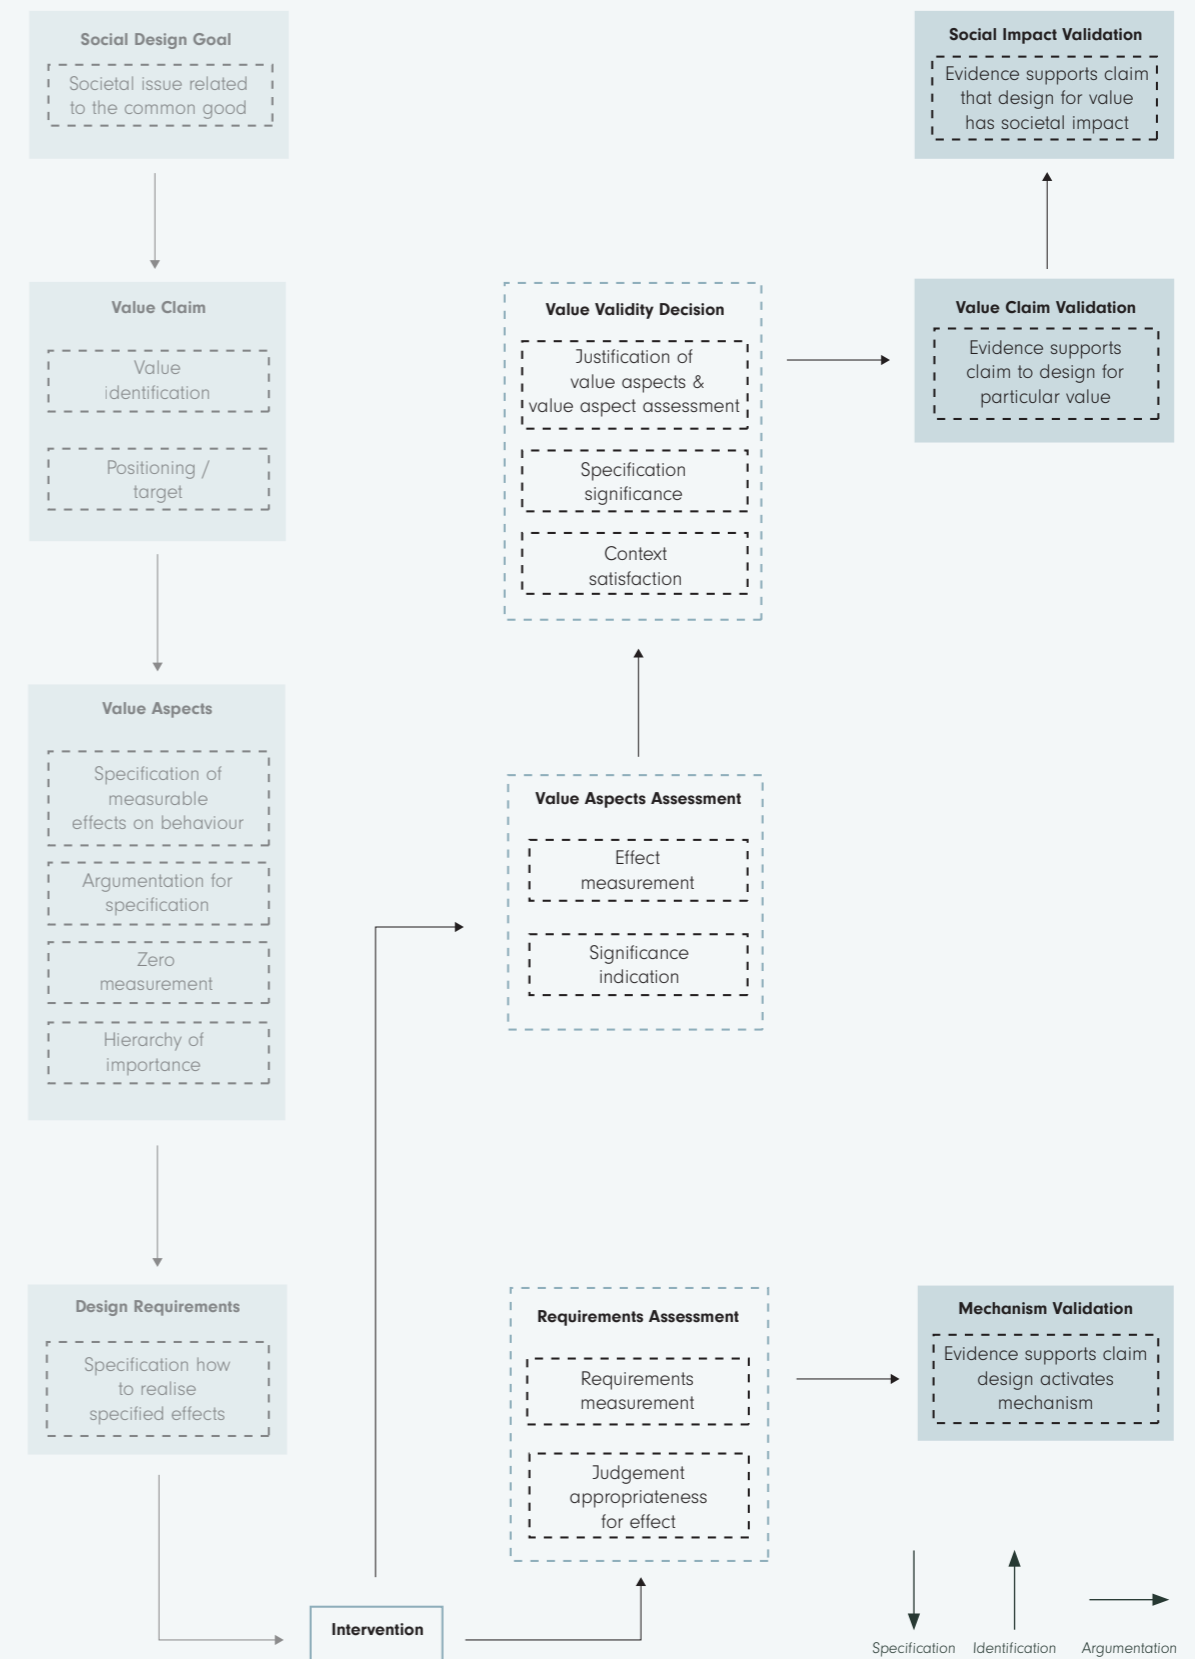 Social Design Goal
Societal issue related
to the common good
Value Claim
Value
identification
Positioning /
target
Value Aspects
Specification of
measurable
effects on behaviour
Argumentation for
specification
Zero
measurement
Hierarchy of
importance
Design Requirements
Specification how
to realise
specified effects
Intervention
Value Validity Decision
Justification of
value aspects &
value aspect assessment
Specification
significance
Context
satisfaction
Value Aspects Assessment
Effect
measurement
Significance
indication
Requirements Assessment
Requirements
measurement
Judgement
appropriateness
for effect
Social Impact Validation
Evidence supports claim
that design for value
has societal impact
Value Claim Validation
Evidence supports
claim to design for
particular value
Mechanism Validation
Evidence supports claim
design activates
mechanism
Specification
Identification
Argumentation